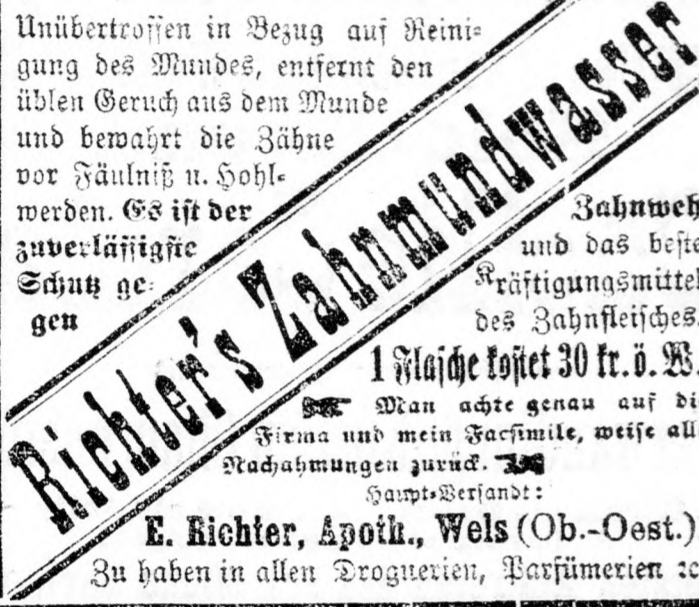 Unübertroffen in Bezug auf Reini-
gung des Mundes, entfernt den
üblen Geruch aus dem Munde
und bewahrt die Zähne
vor Fäulniß u. Hohl-
werden. Es ist der
zuverläſſigſte
Schutz ge-
gen
Richter's Zahnmundwasser
Zahnweh
und das beste
Kräftigungsmittel
des Zahnfleisches.
1 Flasche kostet 30 kr. ö. W.
Man achte genau auf di
Firma und mein Facsimile, weise all
Nachahmungen zurück.
Haupt-Versandt:
E. Richter, Apoth., Wels (Ob.-Oest.)
Zu haben in allen Droguerien, Parfümerien ꝛc